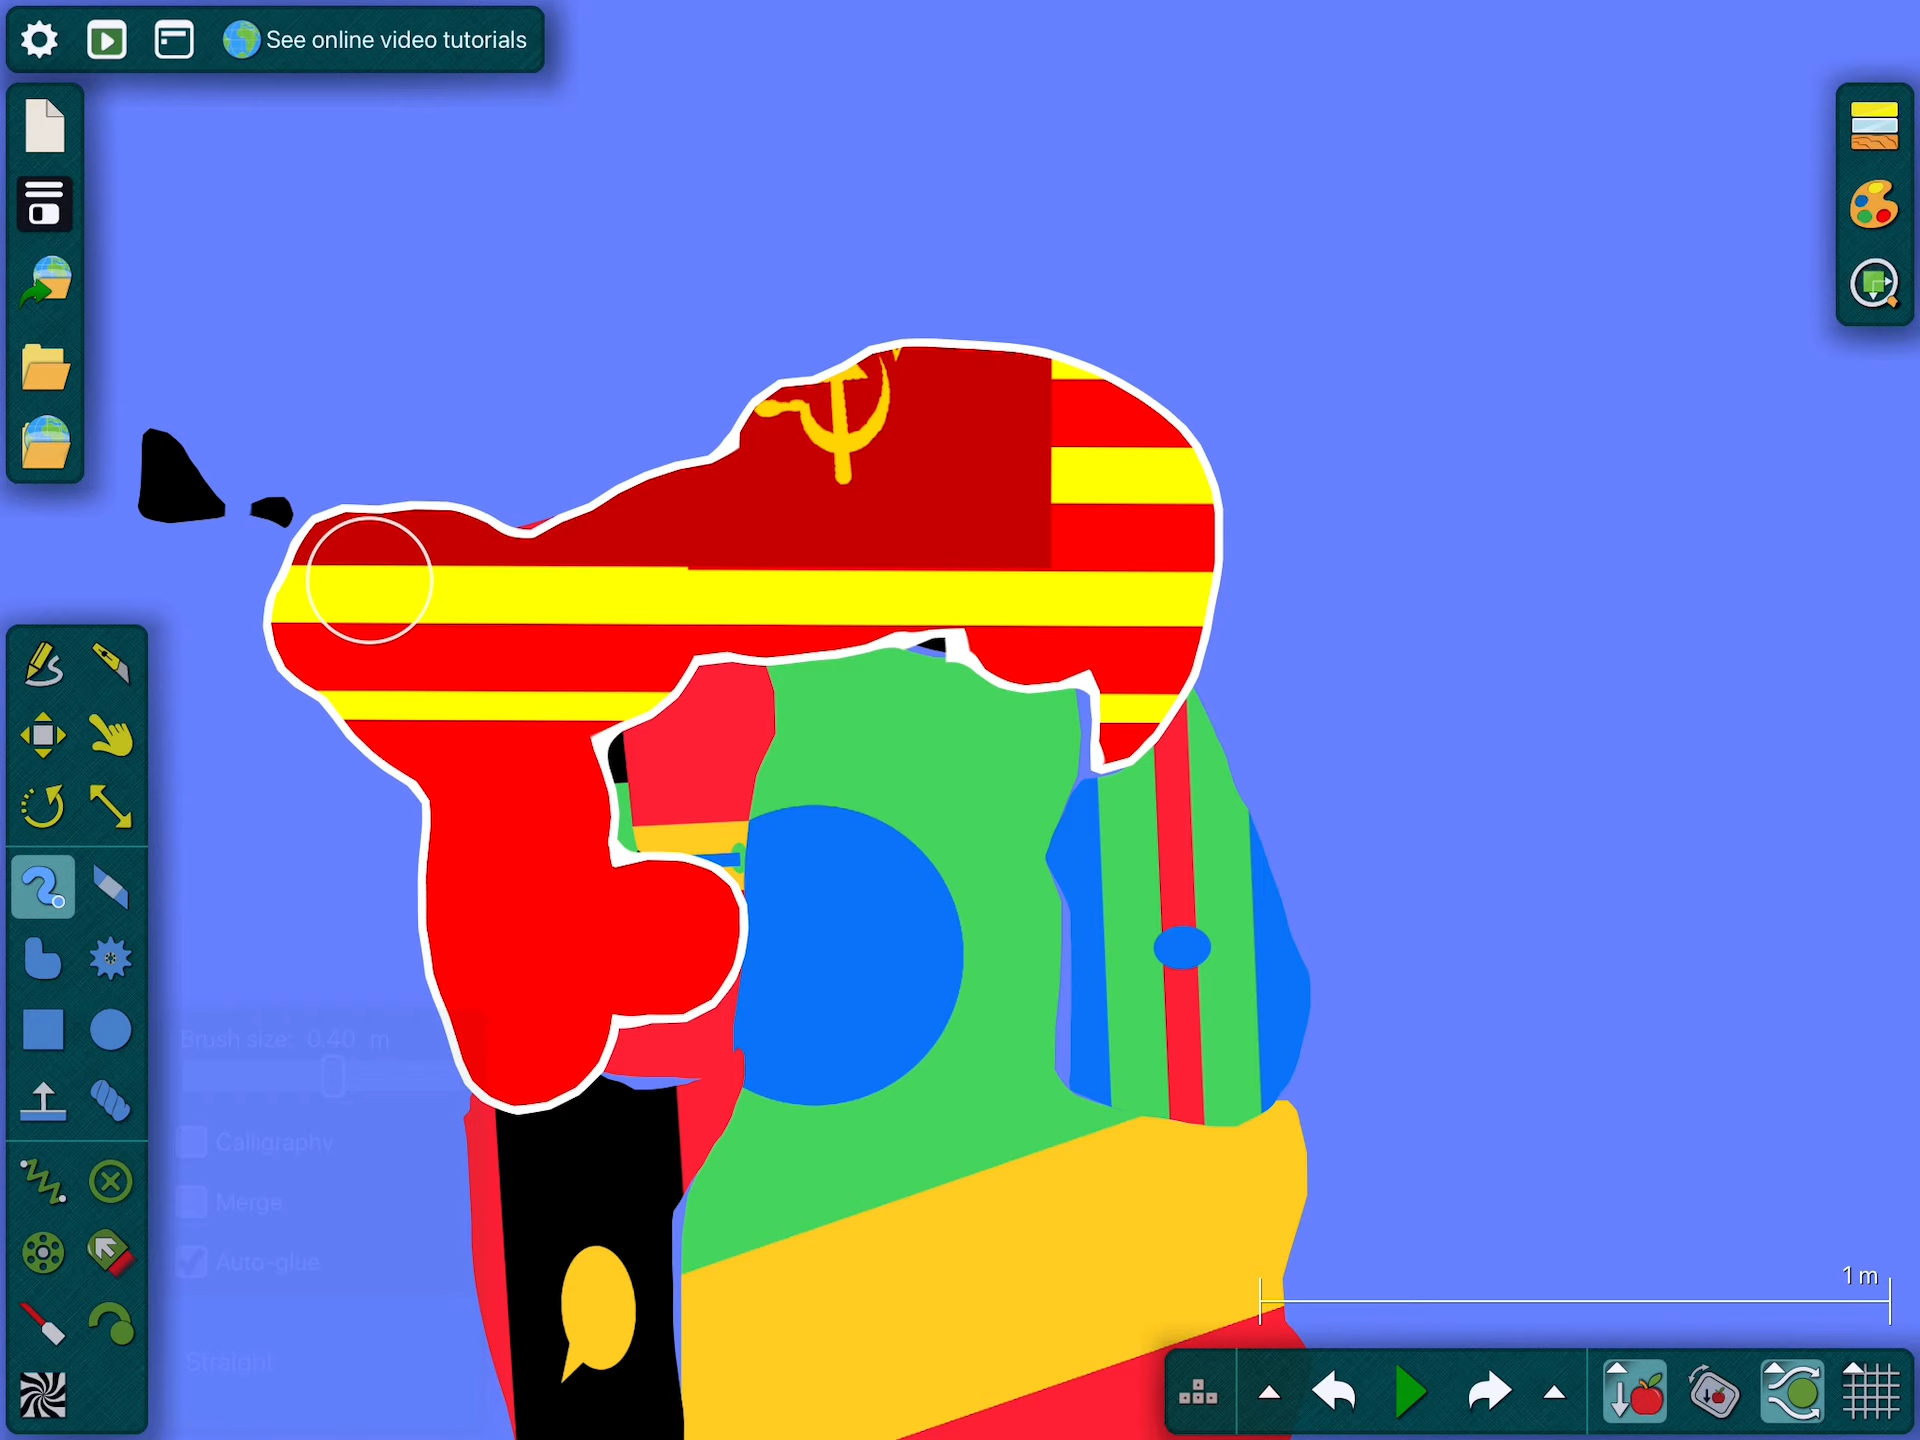 See online video tutorials
Brush size: 0.40 m
Calligraphy
Merge
Auto-glue
1 m
Straight